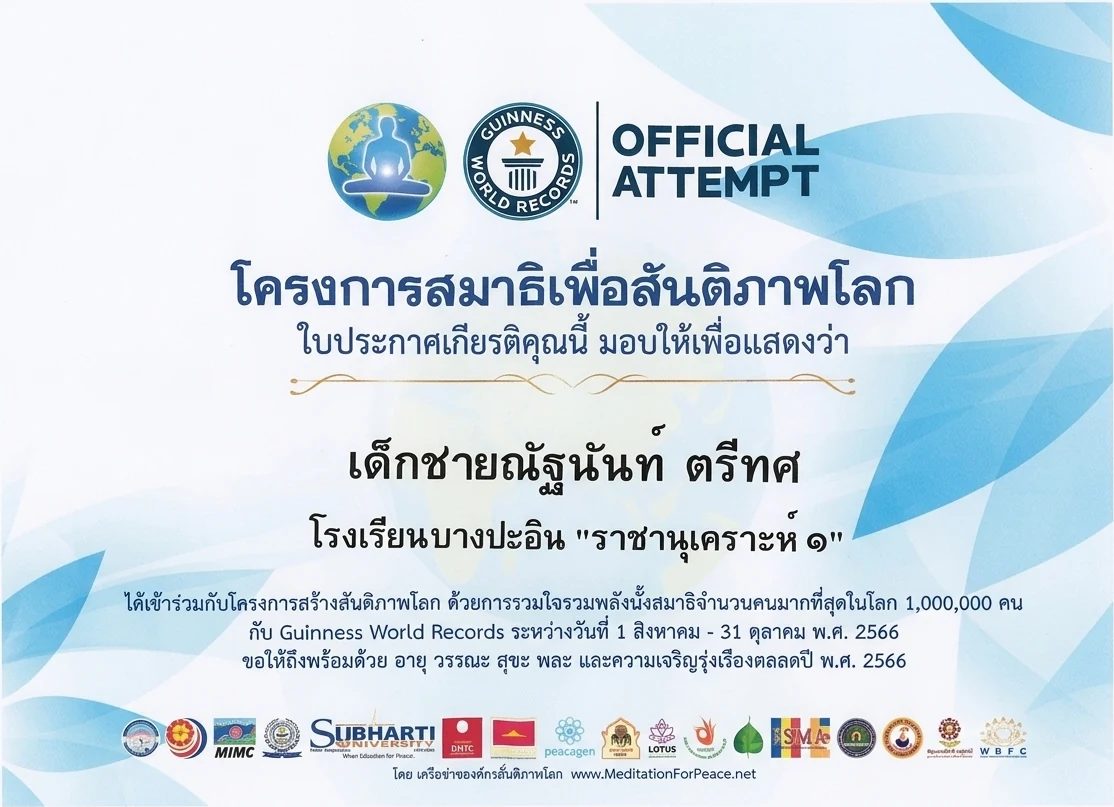 GUINNESS WORLD RECORDS™
OFFICIAL
ATTEMPT
โครงการสมาธิเพื่อสันติภาพโลก
ใบประกาศเกียรติคุณนี้ มอบให้เพื่อแสดงว่า
เด็กชายณัฐนันท์ ตรีทศ
โรงเรียนบางปะอิน "ราชานุเคราะห์ ๑"
ได้เข้าร่วมกับโครงการสร้างสันติภาพโลก ด้วยการรวมใจรวมพลังนั้งสมาธิจำนวนคนมากที่สุดในโลก 1,000,000 คน
กับ Guinness World Records ระหว่างวันที่ 1 สิงหาคม - 31 ตุลาคม พ.ศ. 2566
ขอให้ถึงพร้อมด้วย อายุ วรรณะ สุขะ พละ และความเจริญรุ่งเรืองตลลดปี พ.ศ. 2566
MIMC
SUBHARTI
UNIVERSITY
DNTC
peacagen
LOTUS
SMA
WBFC
โดย เครือข่าของค์กรสั้นติภาพโลก www.MeditationForPeace.net